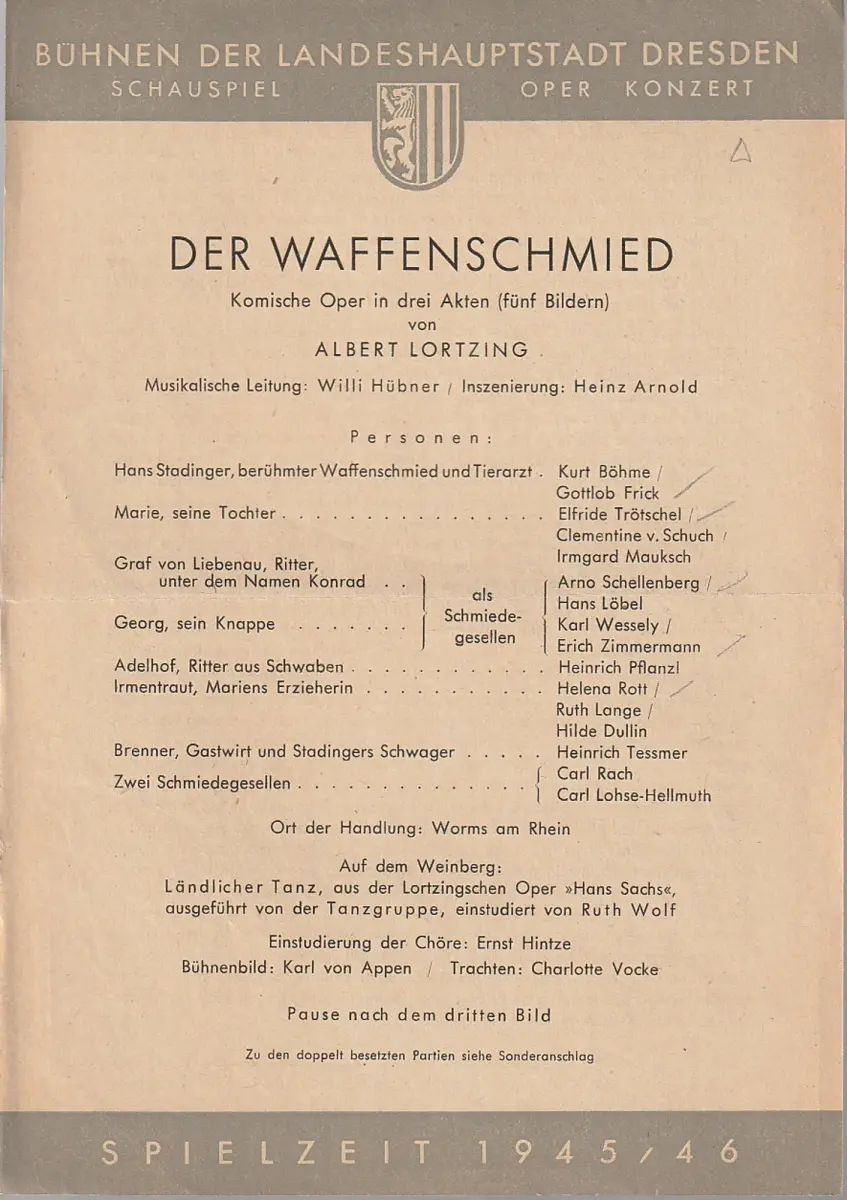 BÜHNEN DER LANDESHAUPTSTADT DRESDEN
SCHAUSPIEL OPER KONZERT
DER WAFFENSCHMIED
Komische Oper in drei Akten (fünf Bildern)
von
ALBERT LORTZING
Musikalische Leitung: Willi Hübner / Inszenierung: Heinz Arnold
Personen:
Hans Stadinger, berühmter Waffenschmied und Tierarzt . Kurt Böhme /
Gottlob Frick
Marie, seine Tochter . . . . . . . . . . . . . . . . Elfride Trötschel /
Clementine v. Schuch /
Irmgard Mauksch
Graf von Liebenau, Ritter,
unter dem Namen Konrad . . Arno Schellenberg /
als
Hans Löbel
Schmiede-
Georg, sein Knappe . . . . . . . Karl Wessely /
gesellen
Erich Zimmermann
Adelhof, Ritter aus Schwaben . . . . . . . . . . . . Heinrich Pflanzl
Irmentraut, Mariens Erzieherin . . . . . . . . . . . Helena Rott /
Ruth Lange /
Hilde Dullin
Brenner, Gastwirt und Stadingers Schwager . . . . . Heinrich Tessmer
Zwei Schmiedegesellen . . . . . . . . . . . . . . Carl Rach
Carl Lohse-Hellmuth
Ort der Handlung: Worms am Rhein
Auf dem Weinberg:
Ländlicher Tanz, aus der Lortzingschen Oper »Hans Sachs«,
ausgeführt von der Tanzgruppe, einstudiert von Ruth Wolf
Einstudierung der Chöre: Ernst Hintze
Bühnenbild: Karl von Appen / Trachten: Charlotte Vocke
Pause nach dem dritten Bild
Zu den doppelt besetzten Partien siehe Sonderanschlag
SPIELZEIT 1945/46